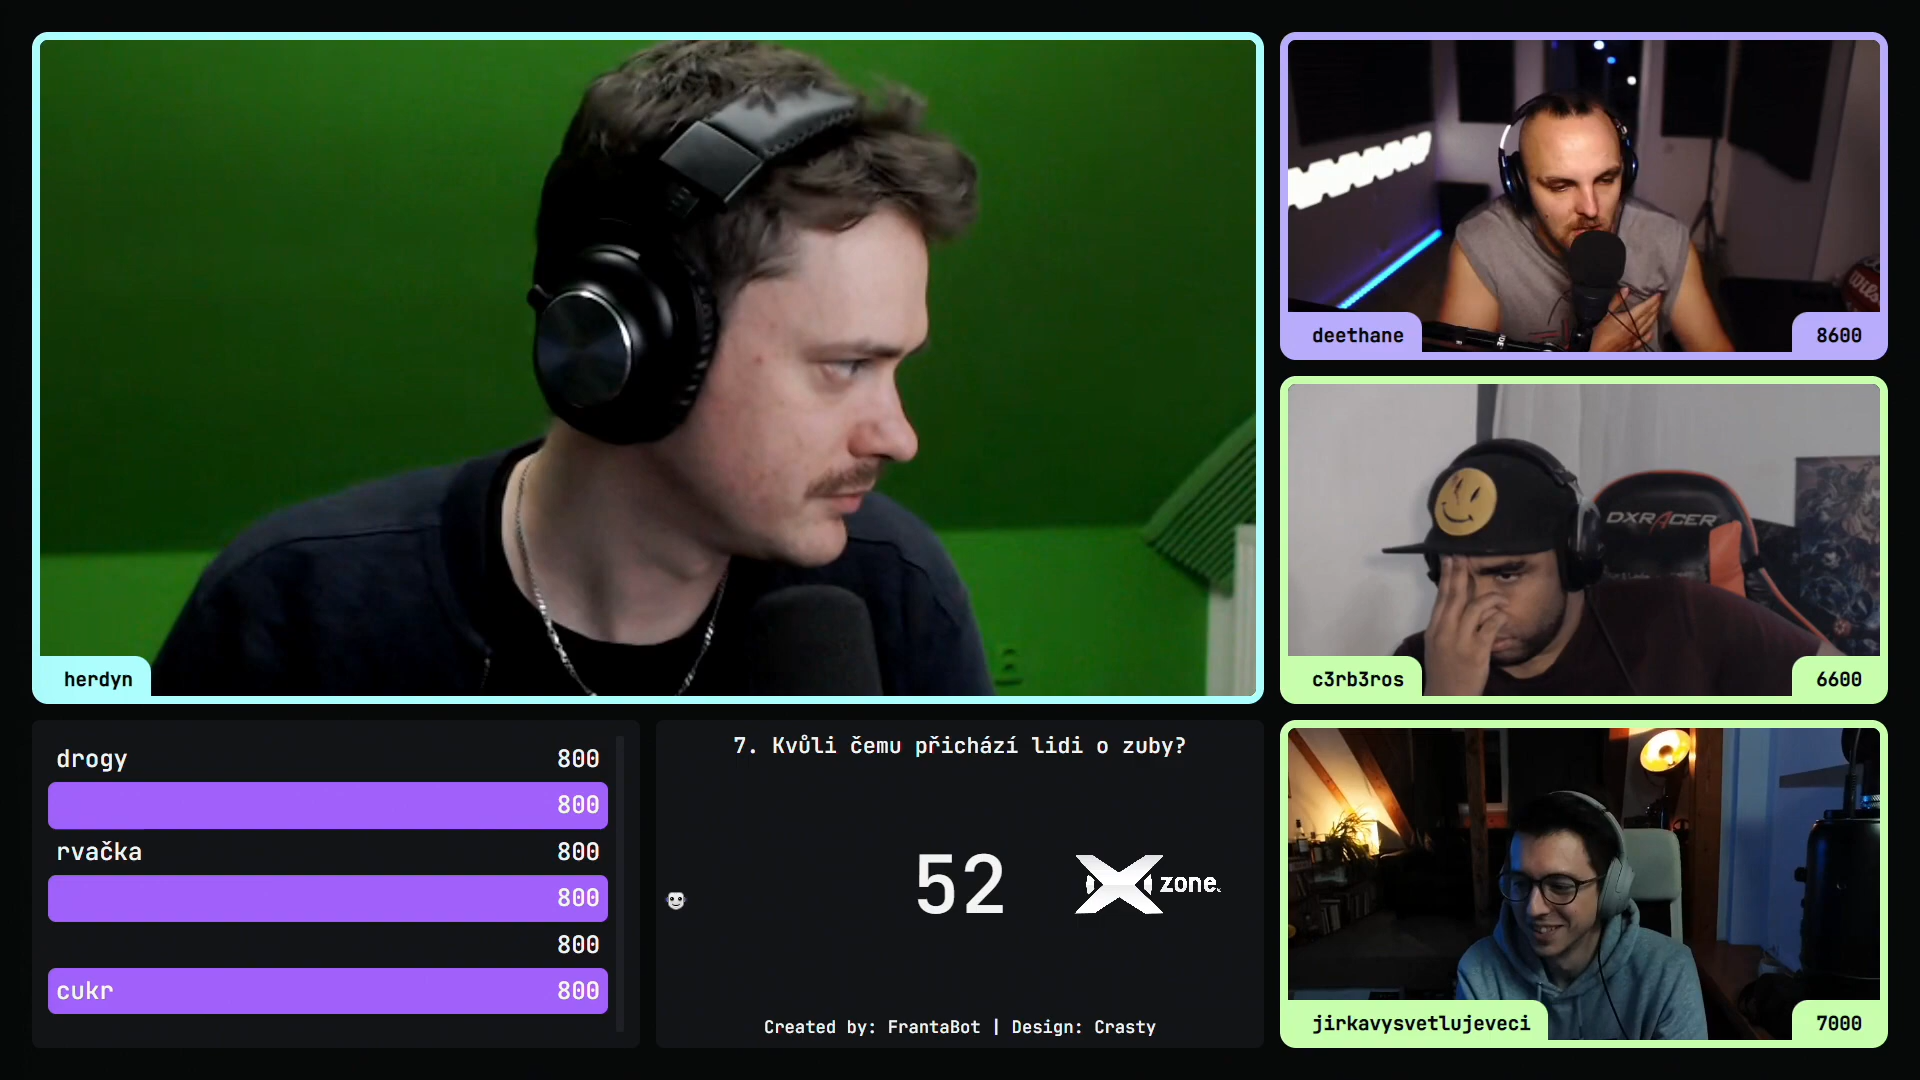 deethane
8600
DXRACER
Wils
c3rb3ros
6600
herdyn
drogy 800
800
rvačka 800
800
800
cukr 800
7. Kvůli čemu přichází lidi o zuby?
52
zone.
Created by: FrantaBot | Design: Crasty
jirkavysvetlujeveci
7000